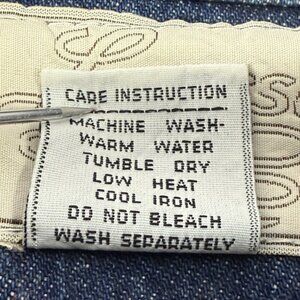 CARE INSTRUCTION
MACHINE WASH-
WARM WATER
TUMBLE DRY
LOW HEAT
COOL IRON
DO NOT BLEACH
WASH SEPARATELY